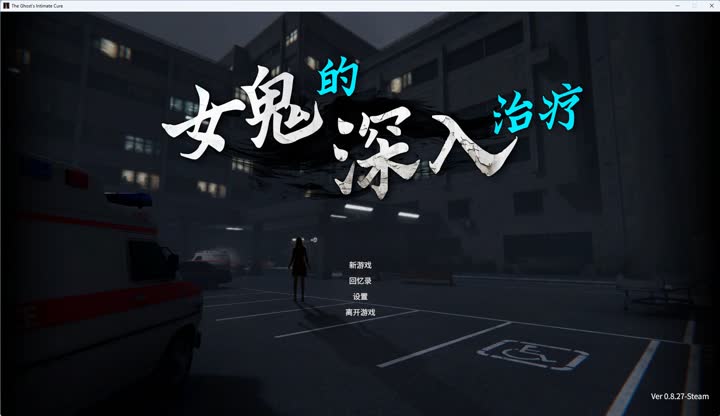 The Ghost's Intimate Cure
女鬼的深入治疗
新游戏
回忆录
设置
离开游戏
Ver 0.8.27-Steam